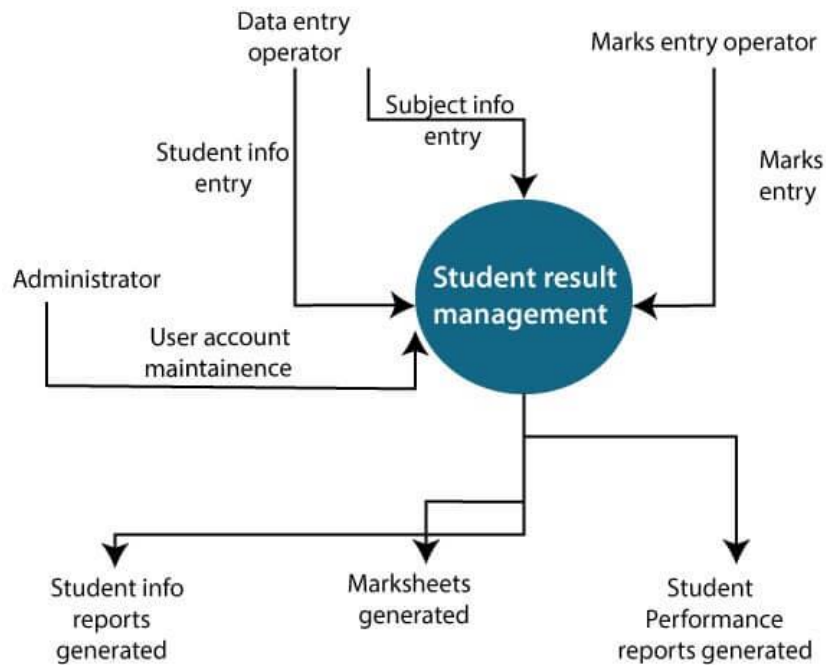 Data entry
operator
Marks entry operator
Subject info
entry
Student info
entry
Marks
entry
Administrator
Student result
management
User account
maintainence
Student info
reports
generated
Marksheets
generated
Student
Performance
reports generated